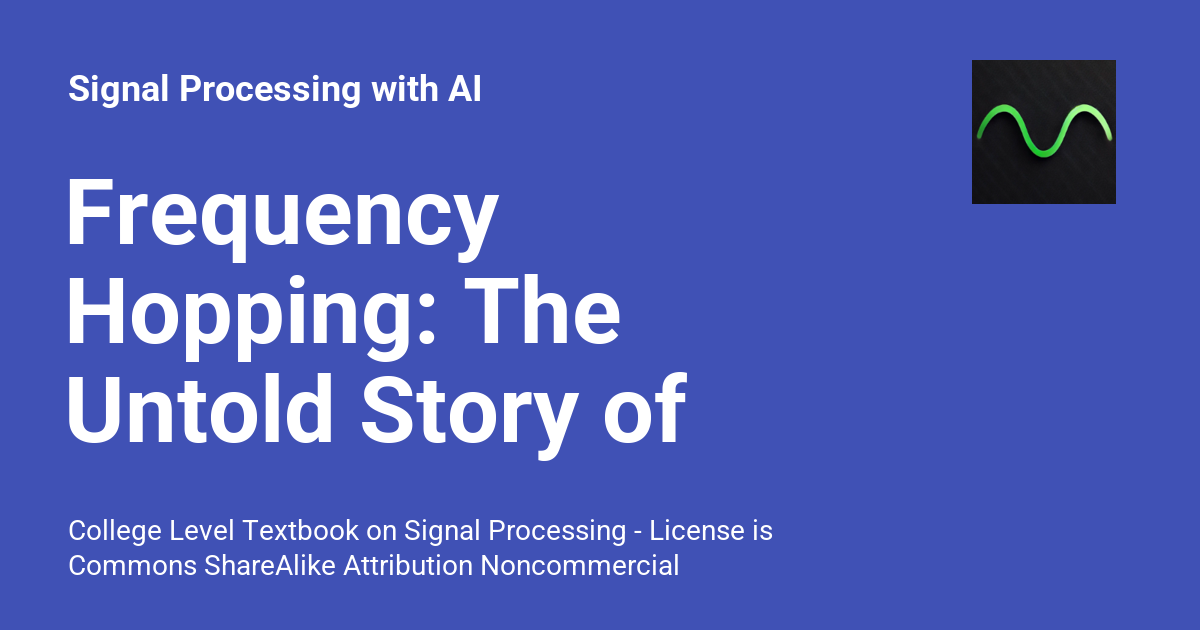 Signal Processing with AI
Frequency
Hopping: The
Untold Story of
College Level Textbook on Signal Processing - License is
Commons ShareAlike Attribution Noncommercial